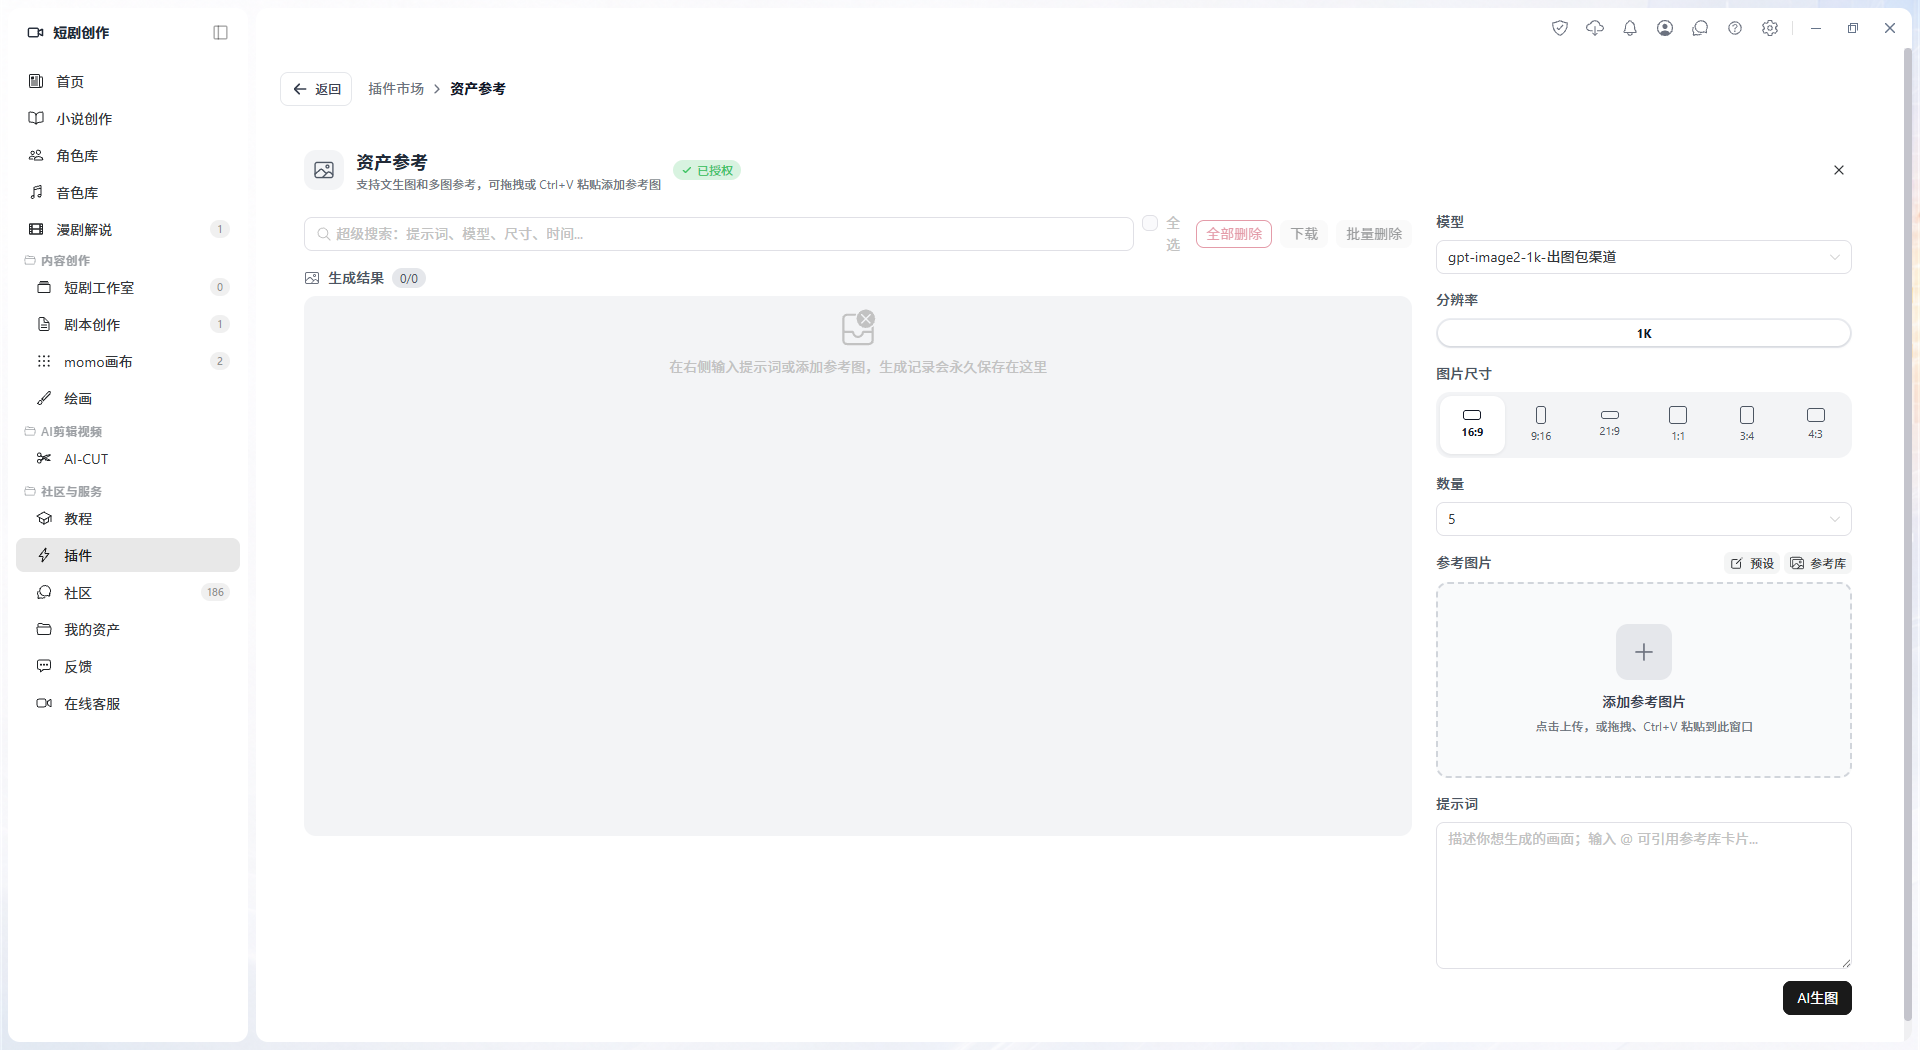 短剧创作
首页
小说创作
角色库
音色库
漫剧解说 1
内容创作
短剧工作室 0
剧本创作 1
momo画布 2
绘画
AI剪辑视频
AI-CUT
社区与服务
教程
插件
社区 186
我的资产
反馈
在线客服
返回 插件市场 > 资产参考
资产参考
支持文生图和多图参考，可拖拽或 Ctrl+V 粘贴添加参考图
已授权
超级搜索：提示词、模型、尺寸、时间...
全选
全部删除 下载 批量删除
生成结果 0/0
在右侧输入提示词或添加参考图，生成记录会永久保存在这里
模型
gpt-image2-1k-出图包渠道
分辨率
1K
图片尺寸
16:9 9:16 21:9 1:1 3:4 4:3
数量
5
参考图片 预设 参考库
添加参考图片
点击上传，或拖拽、Ctrl+V 粘贴到此窗口
提示词
描述你想生成的画面；输入 @ 可引用参考库卡片...
AI生图